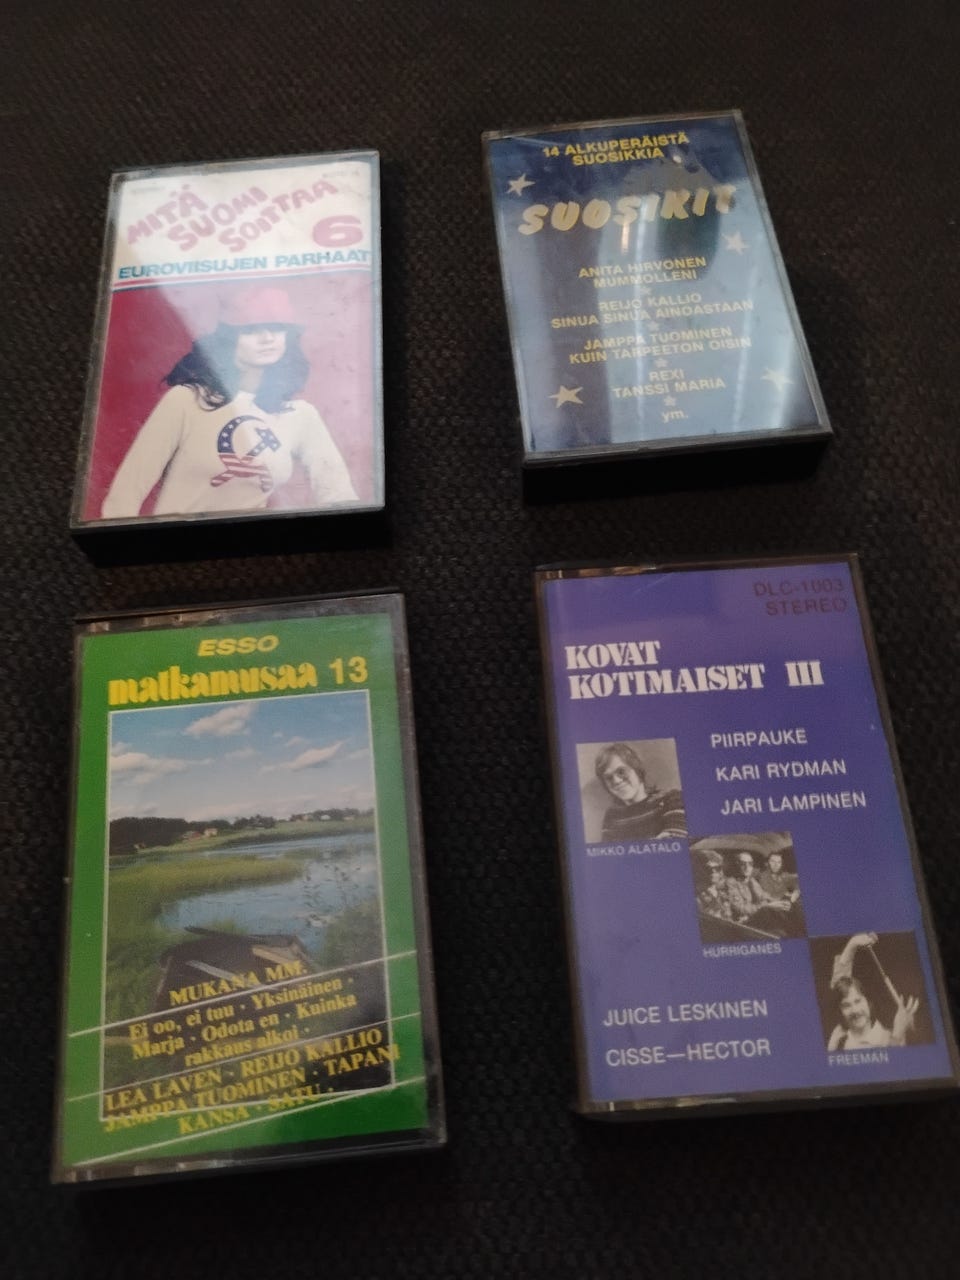 MITÄ
SUOMI
SOITTAA
6
EUROVIISUJEN PARHAAT
14 ALKUPERÄISTÄ
SUOSIKKIA
SUOSIKIT
ANITA HIRVONEN
MUMMOLLENI
REIJO KALLIO
SINUA SINUA AINOASTAAN
JAMPPA TUOMINEN
KUIN TARPEETON OISIN
REXI
TANSSI MARIA
ym.
ESSO
matkamusaa 13
MUKANA MM.
Ei oo, ei tuu · Yksinäinen ·
Marja · Odota en · Kuinka
rakkaus alkoi ·
LEA LAVEN · REIJO KALLIO
JAMPPA TUOMINEN · TAPANI
KANSA · SATU ·
DLC-1003
STEREO
KOVAT
KOTIMAISET III
PIIRPAUKE
KARI RYDMAN
JARI LAMPINEN
MIKKO ALATALO
HURRIGANES
JUICE LESKINEN
CISSE—HECTOR
FREEMAN